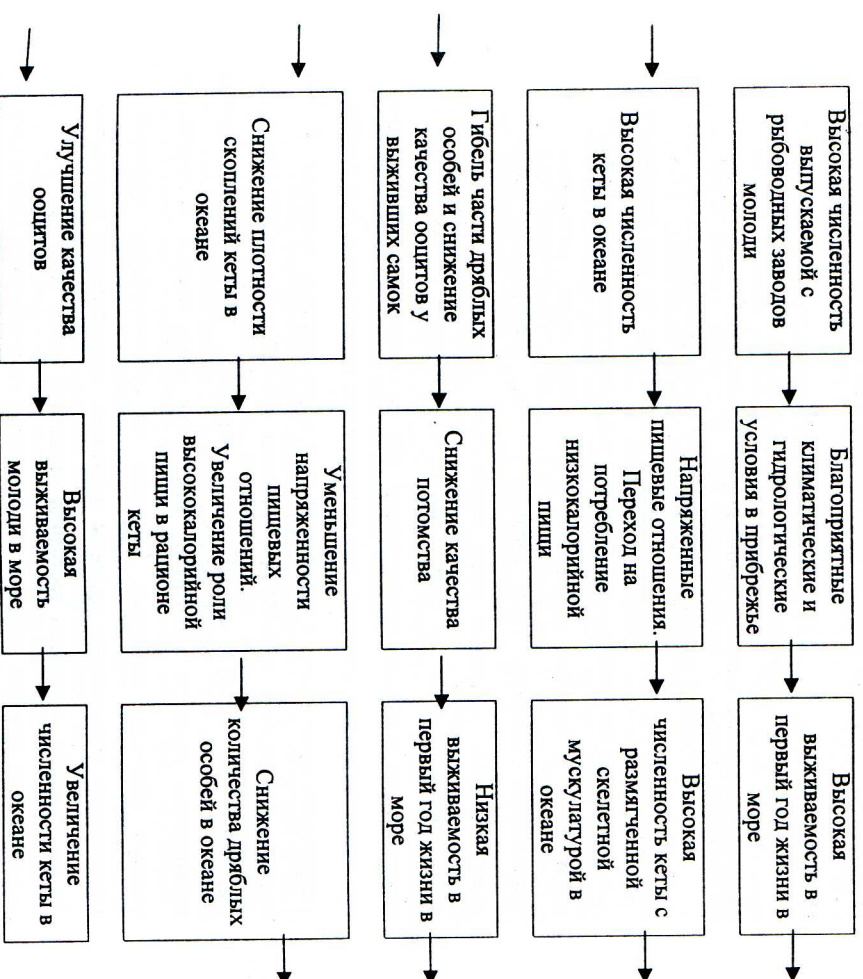 Высокая численность
выпускаемой с
рыбоводных заводов
молоди
Благоприятные
климатические и
гидрологические
условия в прибрежье
Высокая
выживаемость в
первый год жизни в
море
Высокая численность
кеты в океане
Напряженные
пищевые отношения.
Переход на
потребление
низкокалорийной
пищи
Высокая
численность кеты с
размягченной
скелетной
мускулатурой в
океане
Гибель части дряблых
особей и снижение
качества ооцитов у
выживших самок
Снижение качества
потомства
Низкая
выживаемость в
первый год жизни в
море
Снижение плотности
скоплений кеты в
океане
Уменьшение
напряженности
пищевых
отношений.
Увеличение роли
высококалорийной
пищи в рационе
кеты
Снижение
количества дряблых
особей в океане
Улучшение качества
ооцитов
Высокая
выживаемость
молоди в море
Увеличение
численности кеты в
океане